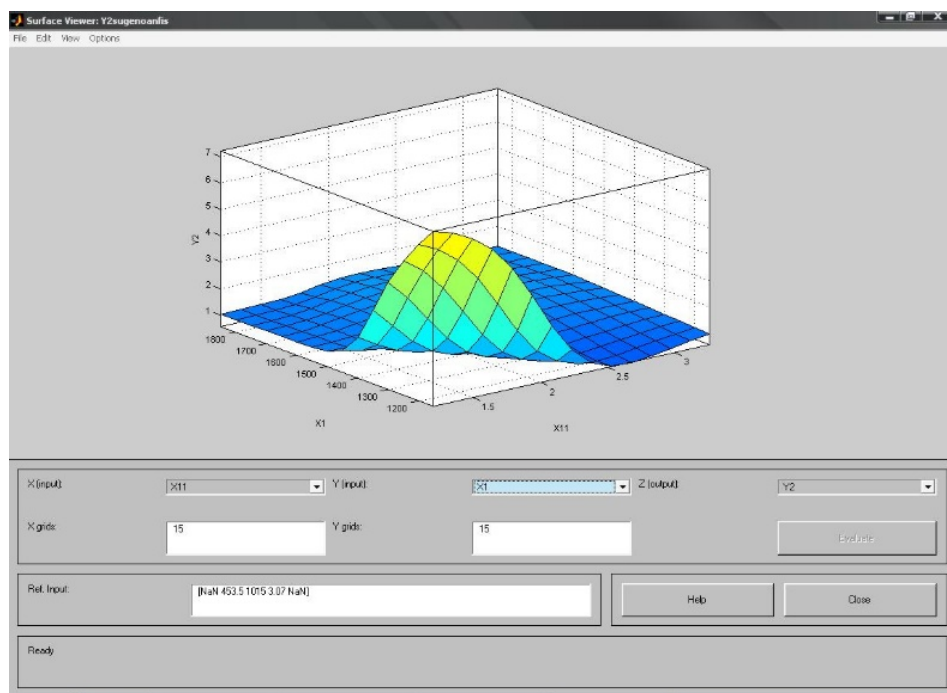 Surface Viewer: Y2sugenoanfis
File Edit View Options
7
6
5
4
3
2
1
Y2
1800
1700
1600
1500
1400
1300
1200
X1
1.5
2
2.5
3
X11
X (input): X11 Y (input): X1 Z (output): Y2
X grids: 15 Y grids: 15 Evaluate
Ref. Input: [NaN 453.5 1015 3.07 NaN] Help Close
Ready